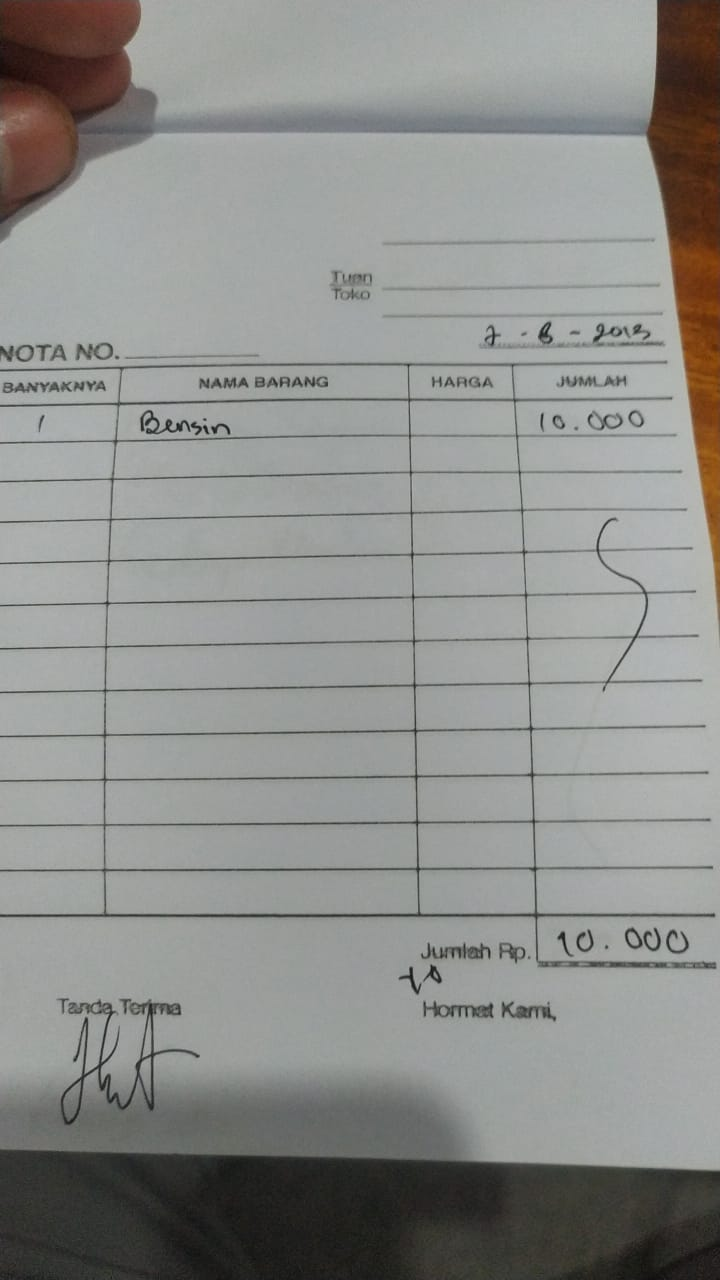 Tuan
Toko
7 - 6 - 2013
NOTA NO.
BANYAKNYA NAMA BARANG HARGA JUMLAH
1 Bensin 10.000
Jumlah Rp. 10.000
Tanda Terima Hormat Kami,